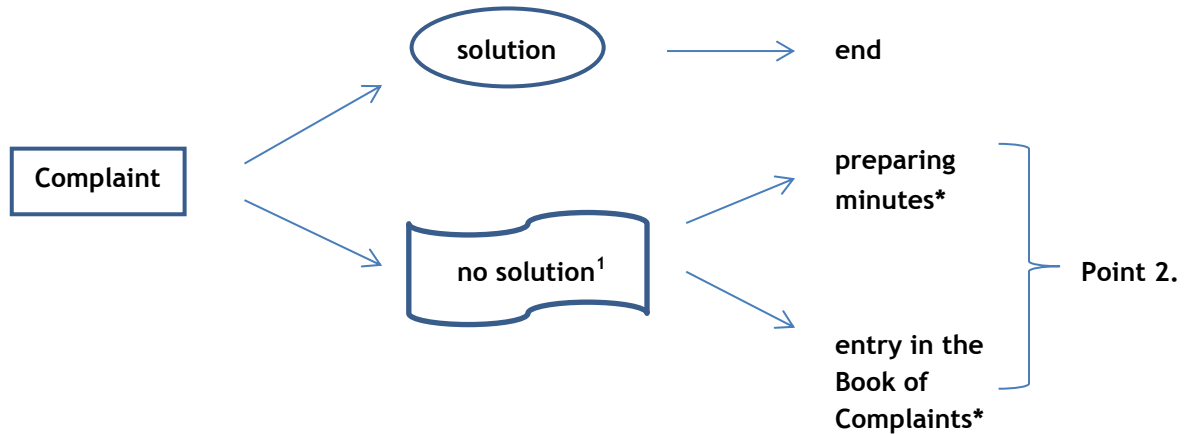 solution
end
Complaint
preparing
minutes*
no solution¹
Point 2.
entry in the
Book of
Complaints*